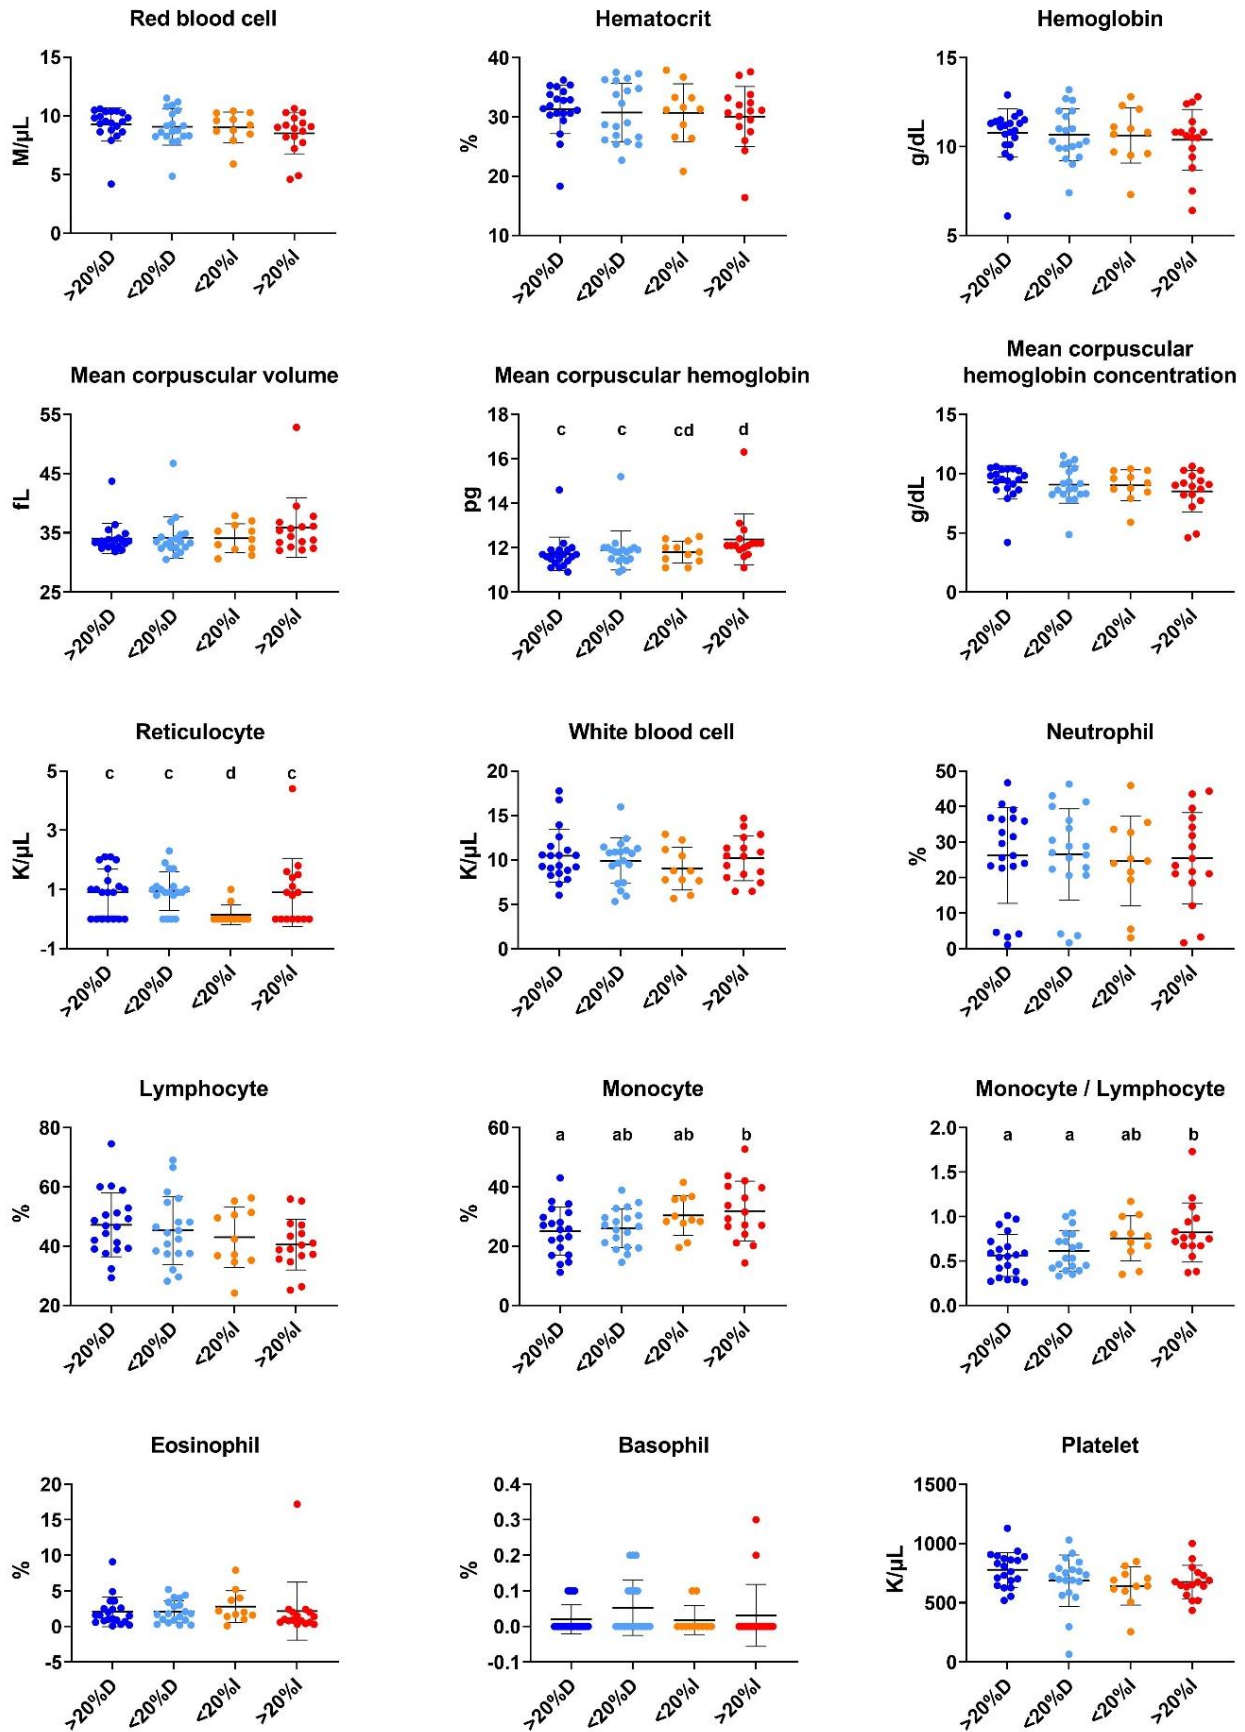 Red blood cell
15
10
5
0
M/µL
>20%D <20%D <20%I >20%I
Hematocrit
40
30
20
10
%
>20%D <20%D <20%I >20%I
Hemoglobin
15
10
5
g/dL
>20%D <20%D <20%I >20%I
Mean corpuscular volume
55
45
35
25
fL
>20%D <20%D <20%I >20%I
Mean corpuscular hemoglobin
18
16
14
12
10
pg
c c cd d
>20%D <20%D <20%I >20%I
Mean corpuscular
hemoglobin concentration
15
10
5
0
g/dL
>20%D <20%D <20%I >20%I
Reticulocyte
5
3
1
-1
K/µL
c c d c
>20%D <20%D <20%I >20%I
White blood cell
20
15
10
5
0
K/µL
>20%D <20%D <20%I >20%I
Neutrophil
50
40
30
20
10
0
%
>20%D <20%D <20%I >20%I
Lymphocyte
80
60
40
20
%
>20%D <20%D <20%I >20%I
Monocyte
60
40
20
0
%
a ab ab b
>20%D <20%D <20%I >20%I
Monocyte / Lymphocyte
2.0
1.5
1.0
0.5
0.0
a a ab b
>20%D <20%D <20%I >20%I
Eosinophil
20
15
10
5
0
-5
%
>20%D <20%D <20%I >20%I
Basophil
0.4
0.3
0.2
0.1
0.0
-0.1
%
>20%D <20%D <20%I >20%I
Platelet
1500
1000
500
0
K/µL
>20%D <20%D <20%I >20%I